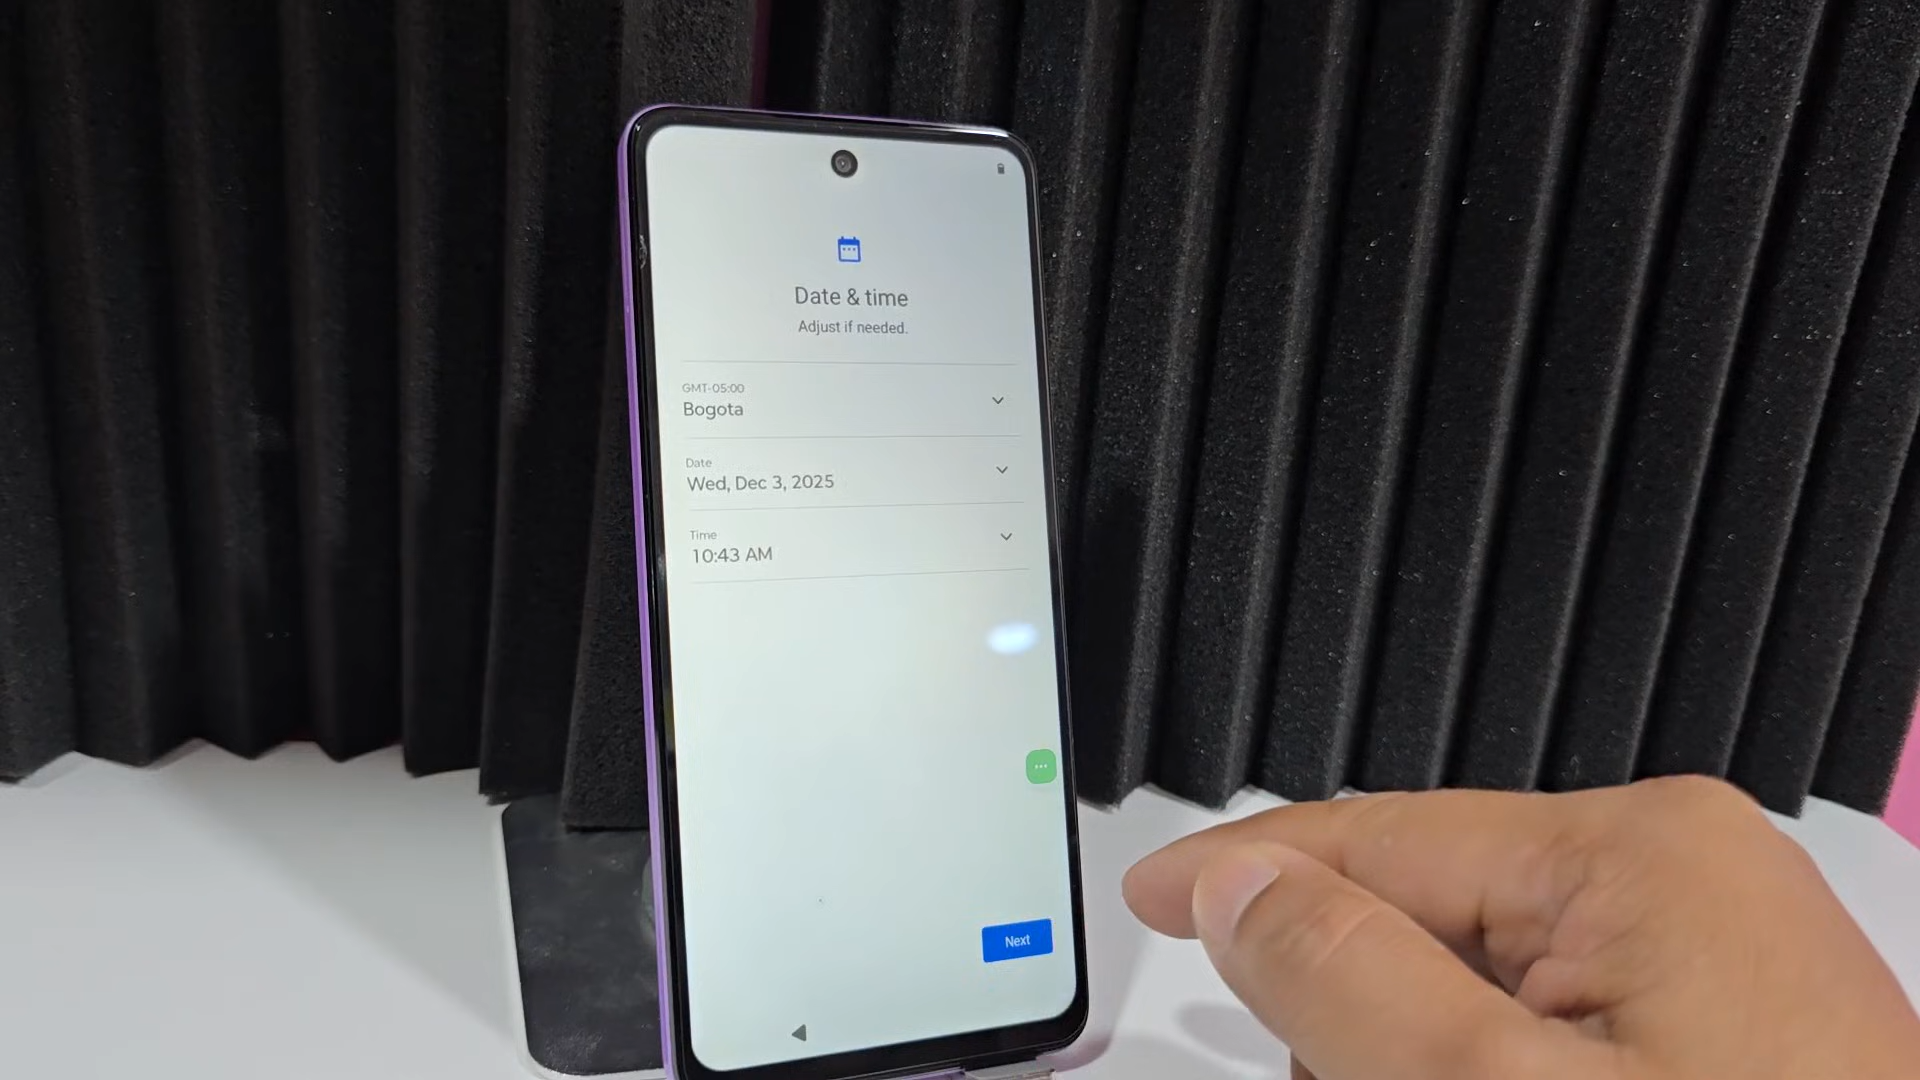 Date & time
Adjust if needed.
GMT-05:00
Bogota
Date
Wed, Dec 3, 2025
Time
10:43 AM
Next